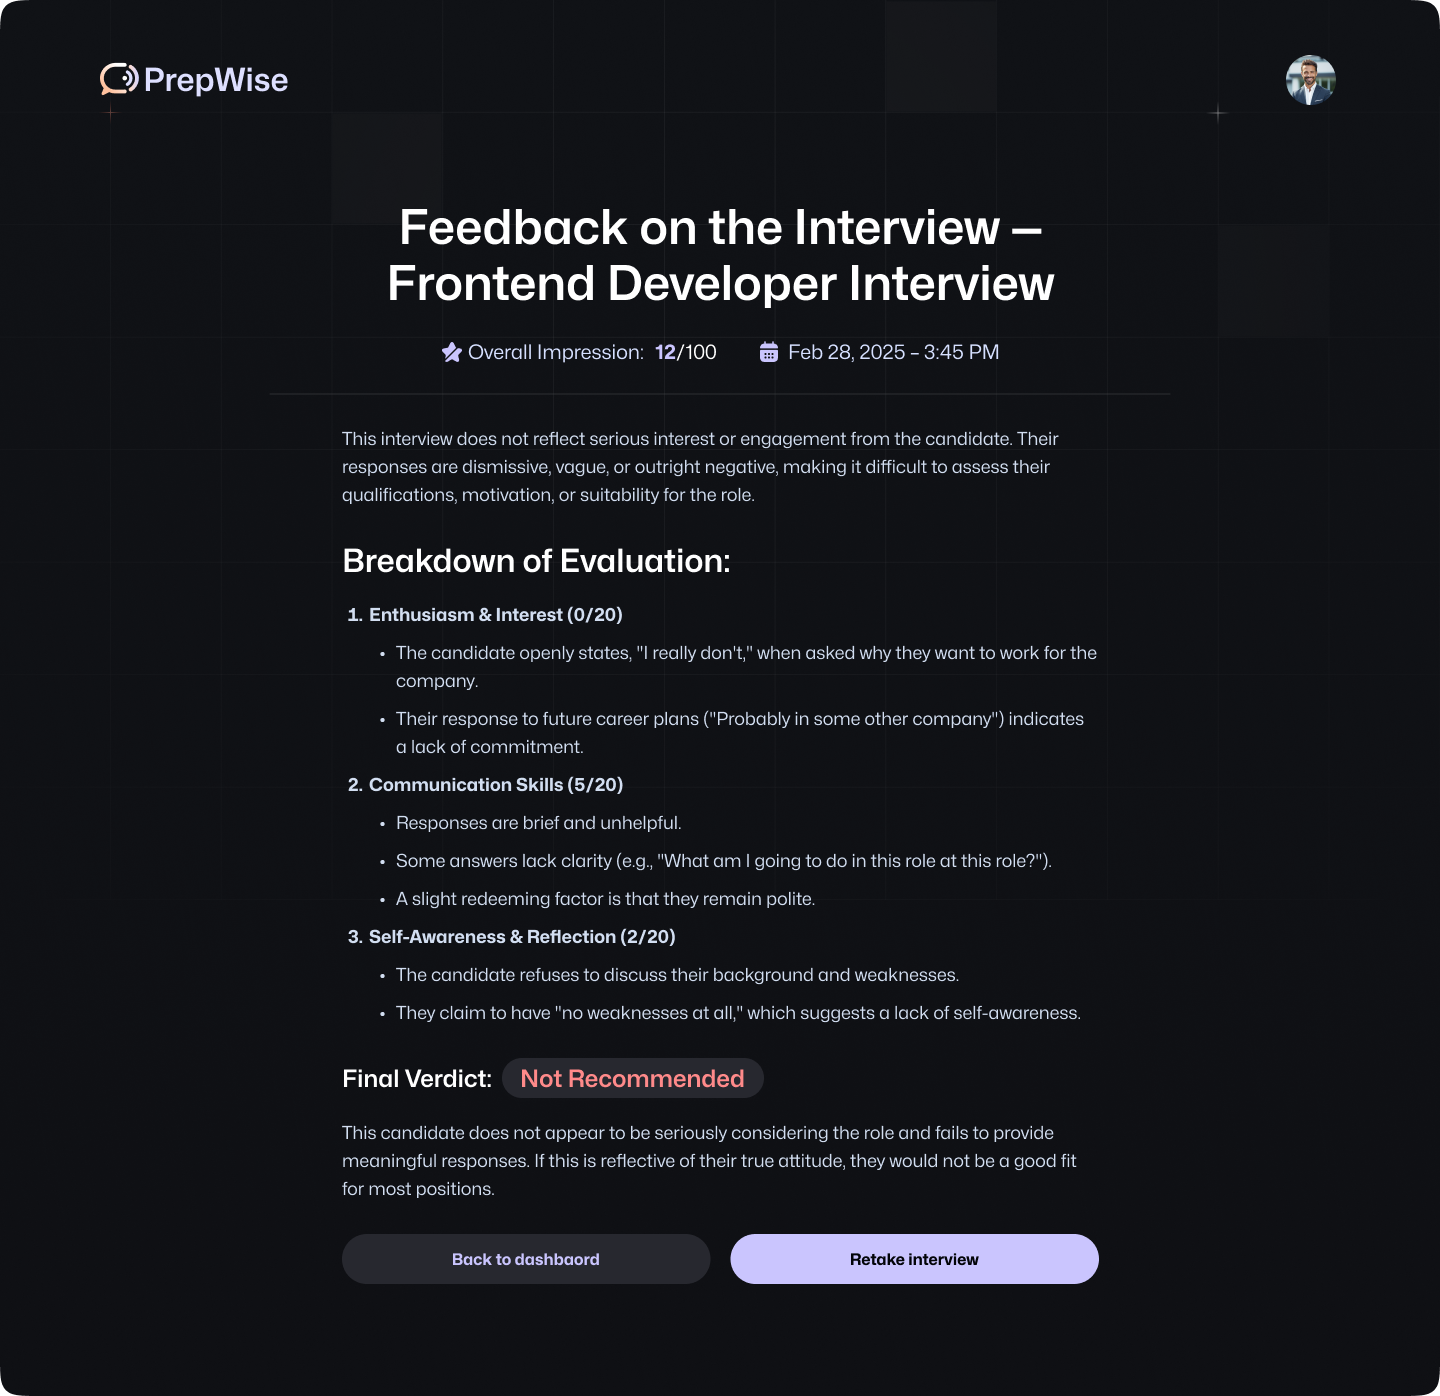 PrepWise
Feedback on the Interview —
Frontend Developer Interview
Overall Impression: 12/100
Feb 28, 2025 – 3:45 PM
This interview does not reflect serious interest or engagement from the candidate. Their
responses are dismissive, vague, or outright negative, making it difficult to assess their
qualifications, motivation, or suitability for the role.
Breakdown of Evaluation:
1. Enthusiasm & Interest (0/20)
• The candidate openly states, "I really don't," when asked why they want to work for the
company.
• Their response to future career plans ("Probably in some other company") indicates
a lack of commitment.
2. Communication Skills (5/20)
• Responses are brief and unhelpful.
• Some answers lack clarity (e.g., "What am I going to do in this role at this role?").
• A slight redeeming factor is that they remain polite.
3. Self-Awareness & Reflection (2/20)
• The candidate refuses to discuss their background and weaknesses.
• They claim to have "no weaknesses at all," which suggests a lack of self-awareness.
Final Verdict: Not Recommended
This candidate does not appear to be seriously considering the role and fails to provide
meaningful responses. If this is reflective of their true attitude, they would not be a good fit
for most positions.
Back to dashbaord
Retake interview